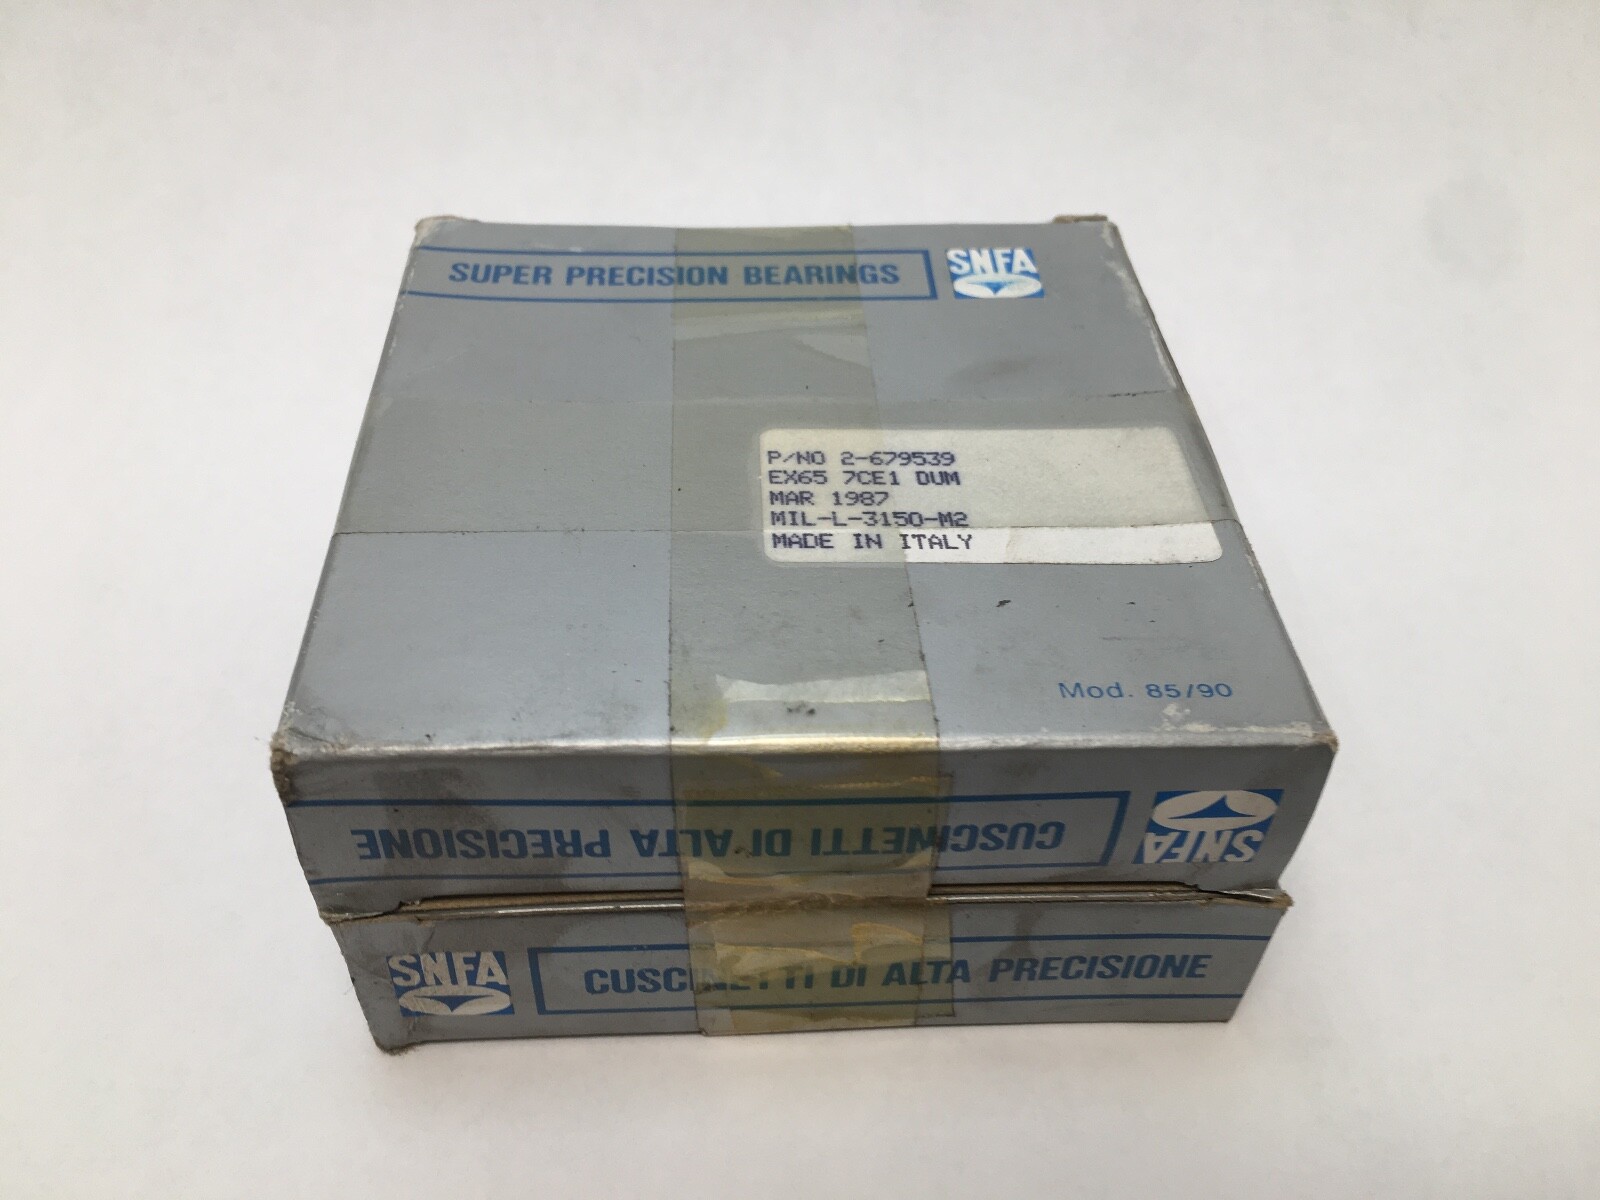 SUPER PRECISION BEARINGS
SNFA
P/NO 2-679539
EX65 7CE1 DUM
MAR 1987
MIL-L-3150-M2
MADE IN ITALY
Mod. 85/90
SNFA
CUSCINETTI DI ALTA PRECISIONE
SNFA
CUSCINETTI DI ALTA PRECISIONE